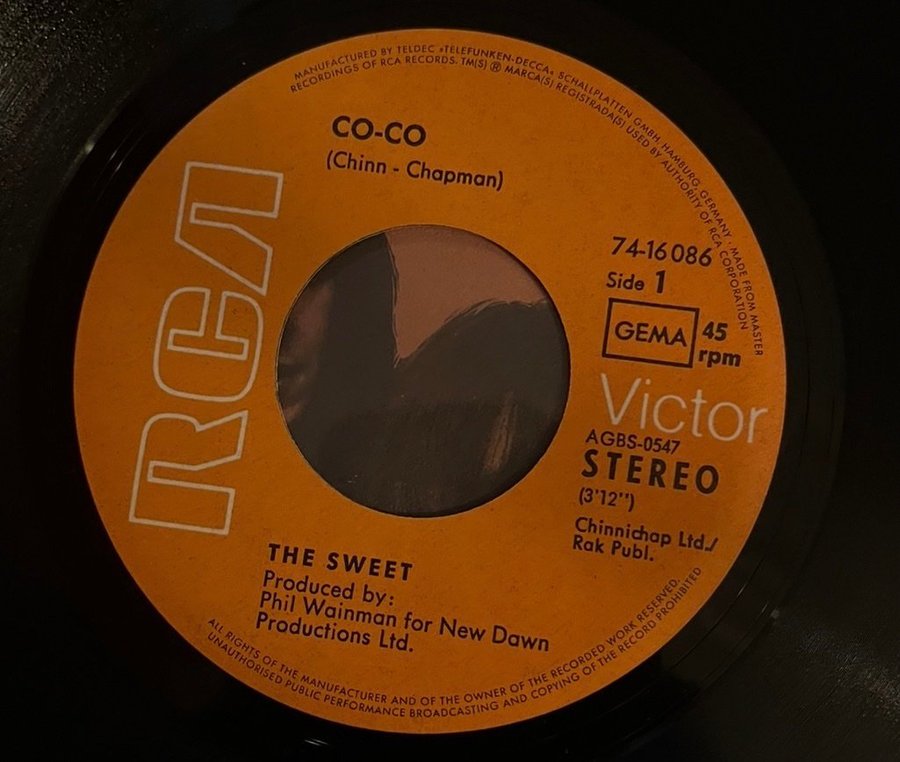 MANUFACTURED BY TELDEC »TELEFUNKEN-DECCA« SCHALLPLATTEN GMBH, HAMBURG, GERMANY · MADE FROM MASTER
RECORDINGS OF RCA RECORDS. TM(S) ® MARCA(S) REGISTRADA(S) USED BY AUTHORITY OF RCA CORPORATION
CO-CO
(Chinn - Chapman)
RCA
74-16 086
Side 1
GEMA
45
rpm
Victor
AGBS-0547
STEREO
(3'12")
Chinnichap Ltd./
Rak Publ.
THE SWEET
Produced by:
Phil Wainman for New Dawn
Productions Ltd.
ALL RIGHTS OF THE MANUFACTURER AND OF THE OWNER OF THE RECORDED WORK RESERVED.
UNAUTHORISED PUBLIC PERFORMANCE BROADCASTING AND COPYING OF THE RECORD PROHIBITED